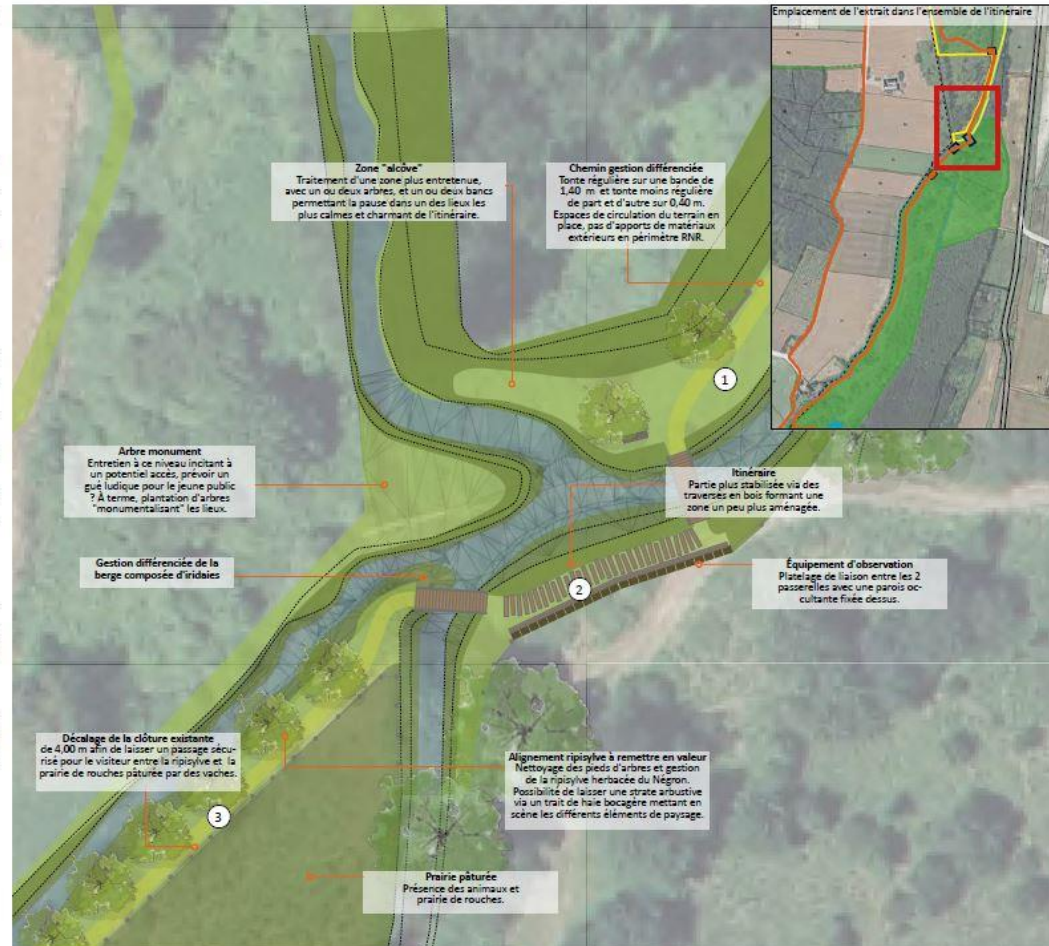 Emplacement de l'extrait dans l'ensemble de l'itinéraire
Zone "alcôve"
Traitement d'une zone plus entretenue,
avec un ou deux arbres, et un ou deux bancs
permettant la pause dans un des lieux les
plus calmes et charmant de l'itinéraire.
Chemin gestion différenciée
Tonte régulière sur une bande de
1,40 m et tonte moins régulière
de part et d'autre sur 0,40 m.
Espaces de circulation du terrain en
place, pas d'apports de matériaux
extérieurs en périmètre RNR.
1
Arbre monument
Entretien à ce niveau incitant à
un potentiel accès, prévoir un
gué ludique pour le jeune public
? À terme, plantation d'arbres
"monumentalisant" les lieux.
Itinéraire
Partie plus stabilisée via des
traverses en bois formant une
zone un peu plus aménagée.
Gestion différenciée de la
berge composée d'iridaies
2
Équipement d'observation
Platelage de liaison entre les 2
passerelles avec une parois oc-
cultante fixée dessus.
Décalage de la clôture existante
de 4,00 m afin de laisser un passage sécu-
risé pour le visiteur entre la ripisylve et la
prairie de rouches pâturée par des vaches.
Alignement ripisylve à remettre en valeur
Nettoyage des pieds d'arbres et gestion
de la ripisylve herbacée du Négron.
Possibilité de laisser une strate arbustive
via un trait de haie bocagère mettant en
scène les différents éléments de paysage.
3
Prairie pâturée
Présence des animaux et
prairie de rouches.